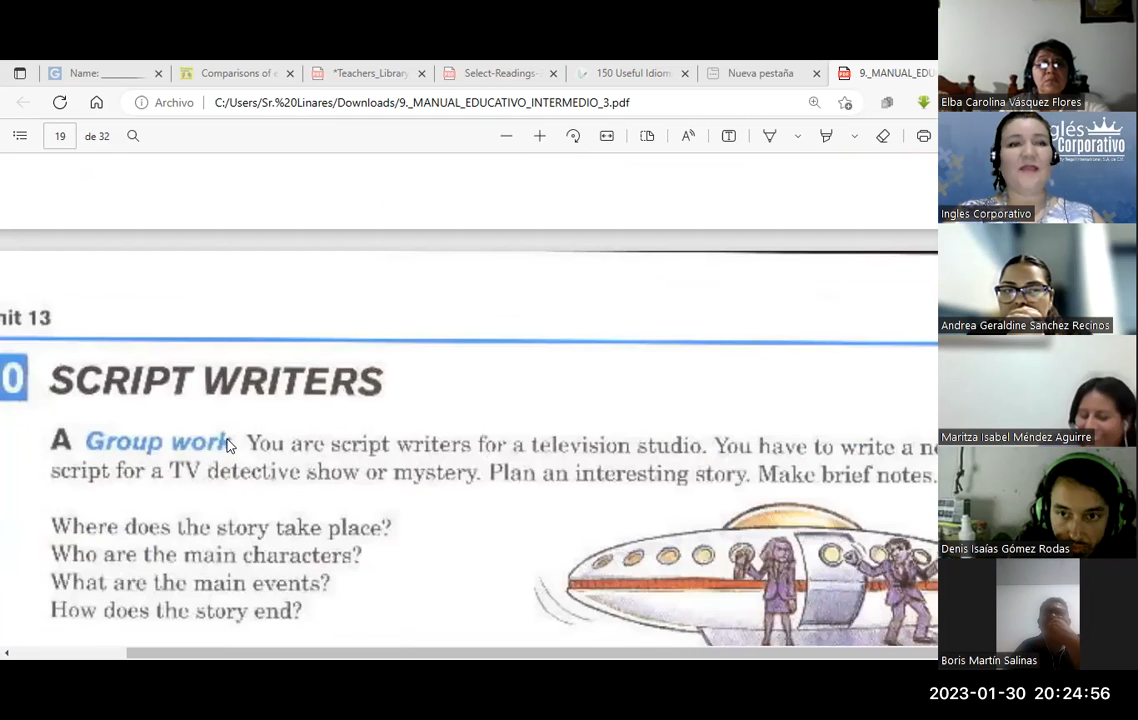 Name: ________
Comparisons of e
*Teachers_Library
Select-Readings-
150 Useful Idiom
Nueva pestaña
9._MANUAL_EDU
Archivo
C:/Users/Sr.%20Linares/Downloads/9._MANUAL_EDUCATIVO_INTERMEDIO_3.pdf
19
de 32
nit 13
0 SCRIPT WRITERS
A Group work You are script writers for a television studio. You have to write a ne
script for a TV detective show or mystery. Plan an interesting story. Make brief notes.
Where does the story take place?
Who are the main characters?
What are the main events?
How does the story end?
Elba Carolina Vásquez Flores
glés
Corporativo
Ingles Corporativo
Andrea Geraldine Sanchez Recinos
Maritza Isabel Méndez Aguirre
Denis Isaías Gómez Rodas
Boris Martín Salinas
2023-01-30 20:24:56